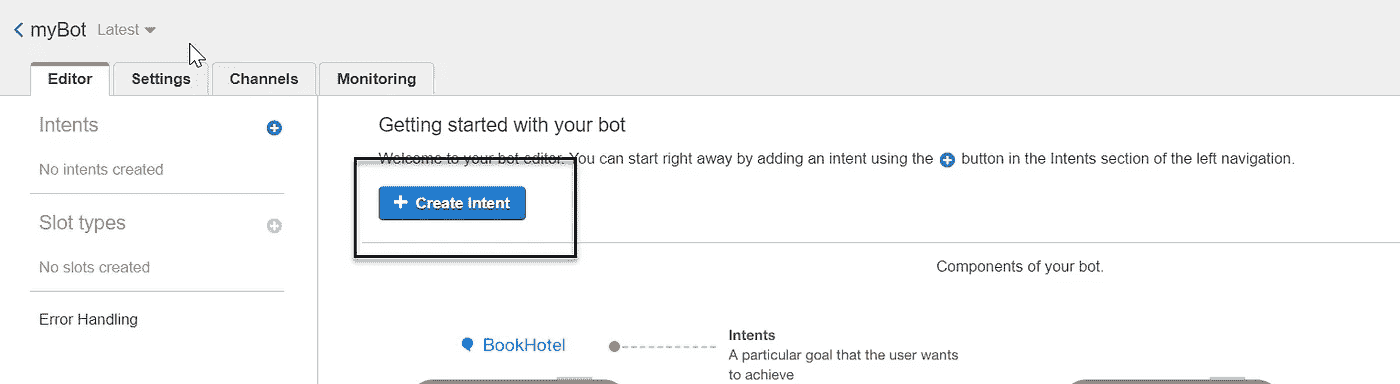 myBot Latest
Editor Settings Channels Monitoring
Intents
No intents created
Slot types
No slots created
Error Handling
Getting started with your bot
Welcome to your bot editor. You can start right away by adding an intent using the button in the Intents section of the left navigation.
Create Intent
Components of your bot.
BookHotel
Intents
A particular goal that the user wants
to achieve